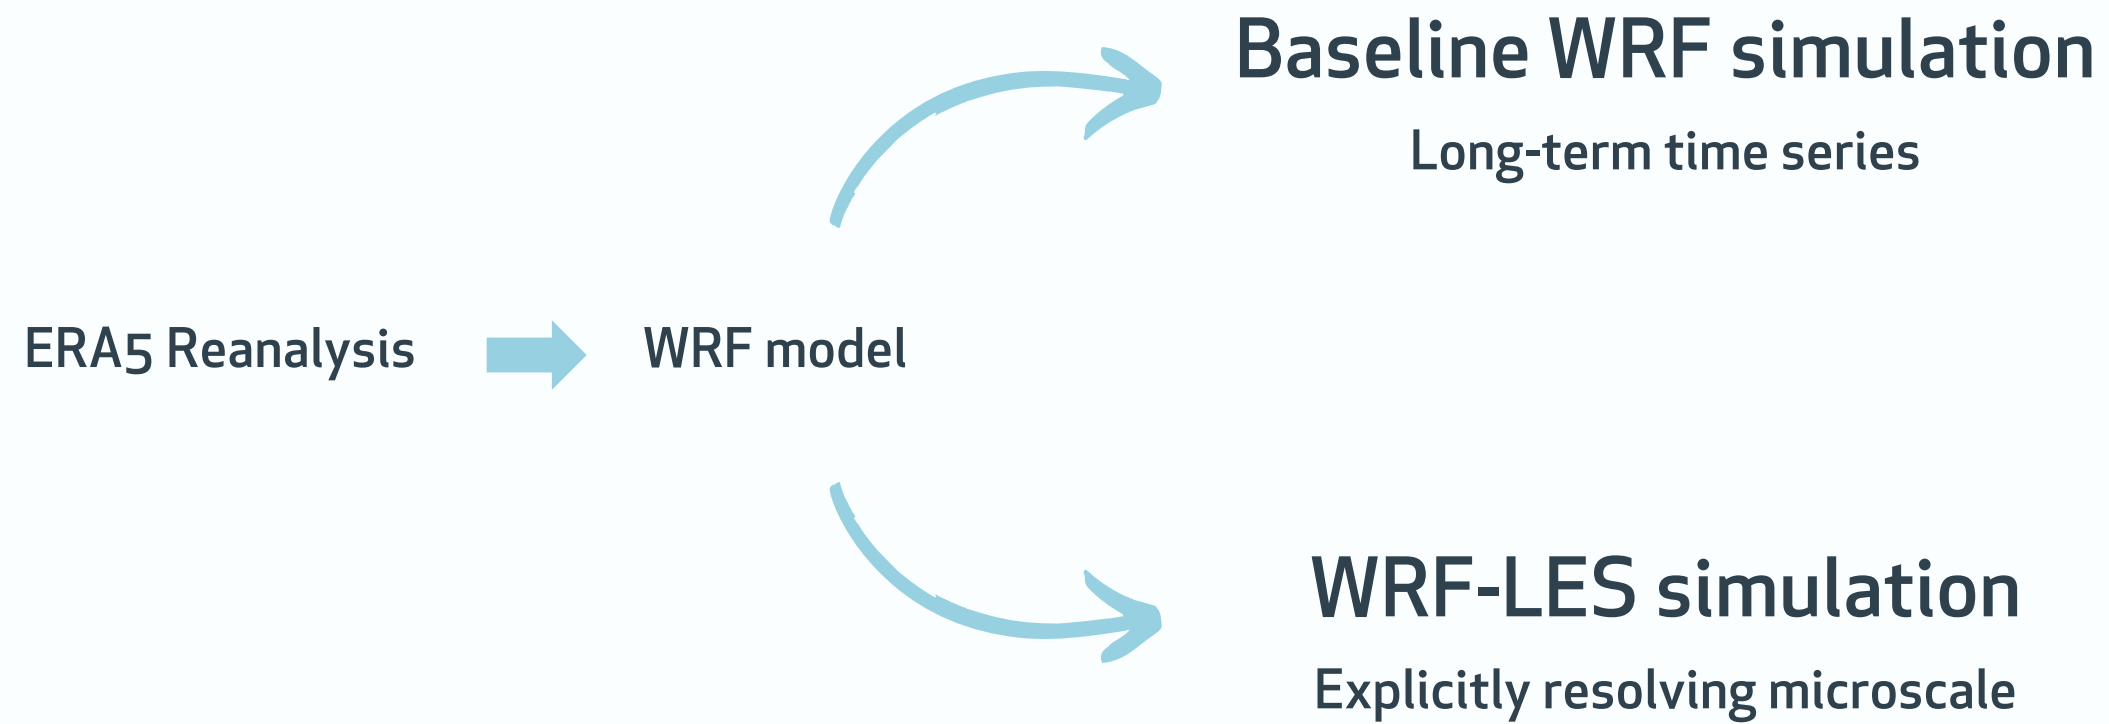 Baseline WRF simulation
Long-term time series
ERA5 Reanalysis
WRF model
WRF-LES simulation
Explicitly resolving microscale